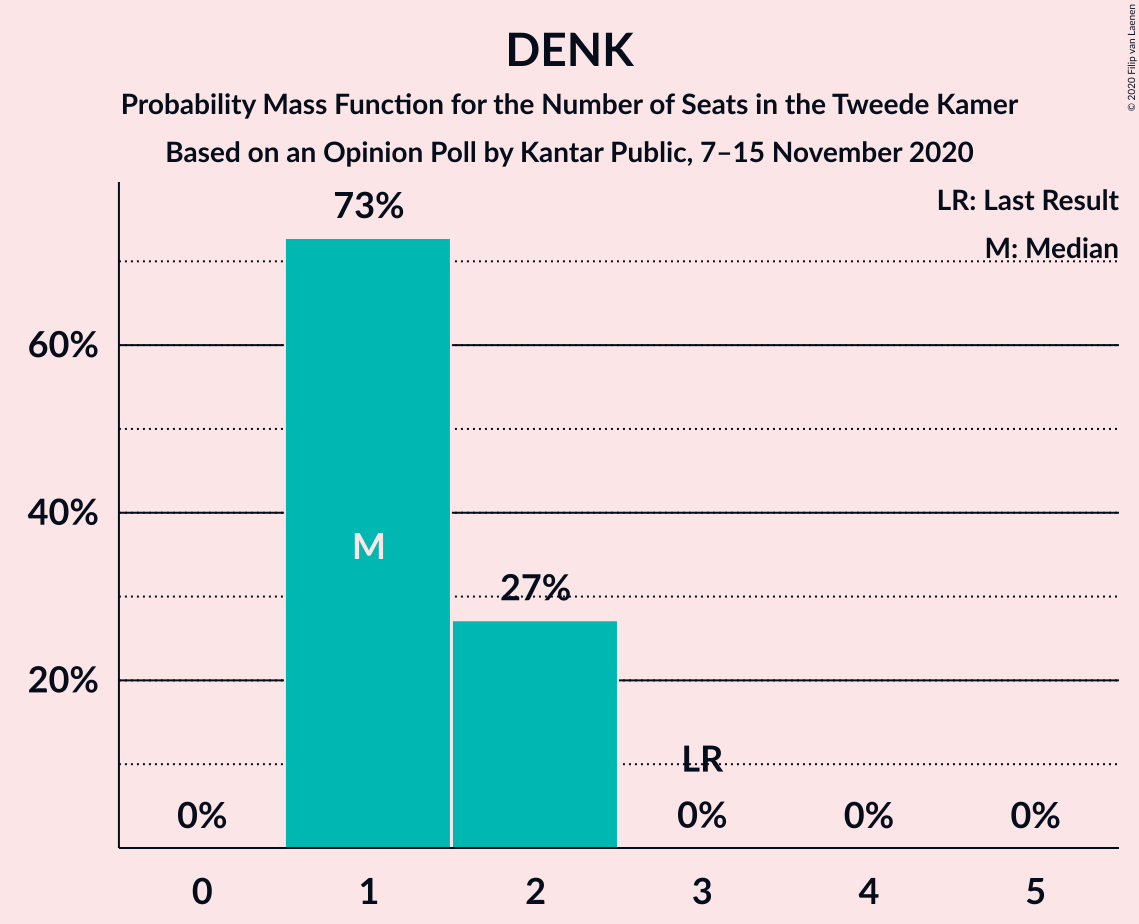 DENK
Probability Mass Function for the Number of Seats in the Tweede Kamer
Based on an Opinion Poll by Kantar Public, 7–15 November 2020
© 2020 Filip van Laenen
LR: Last Result
M: Median
73%
60%
40%
M
27%
20%
LR
0%
0%
0%
0%
0 1 2 3 4 5